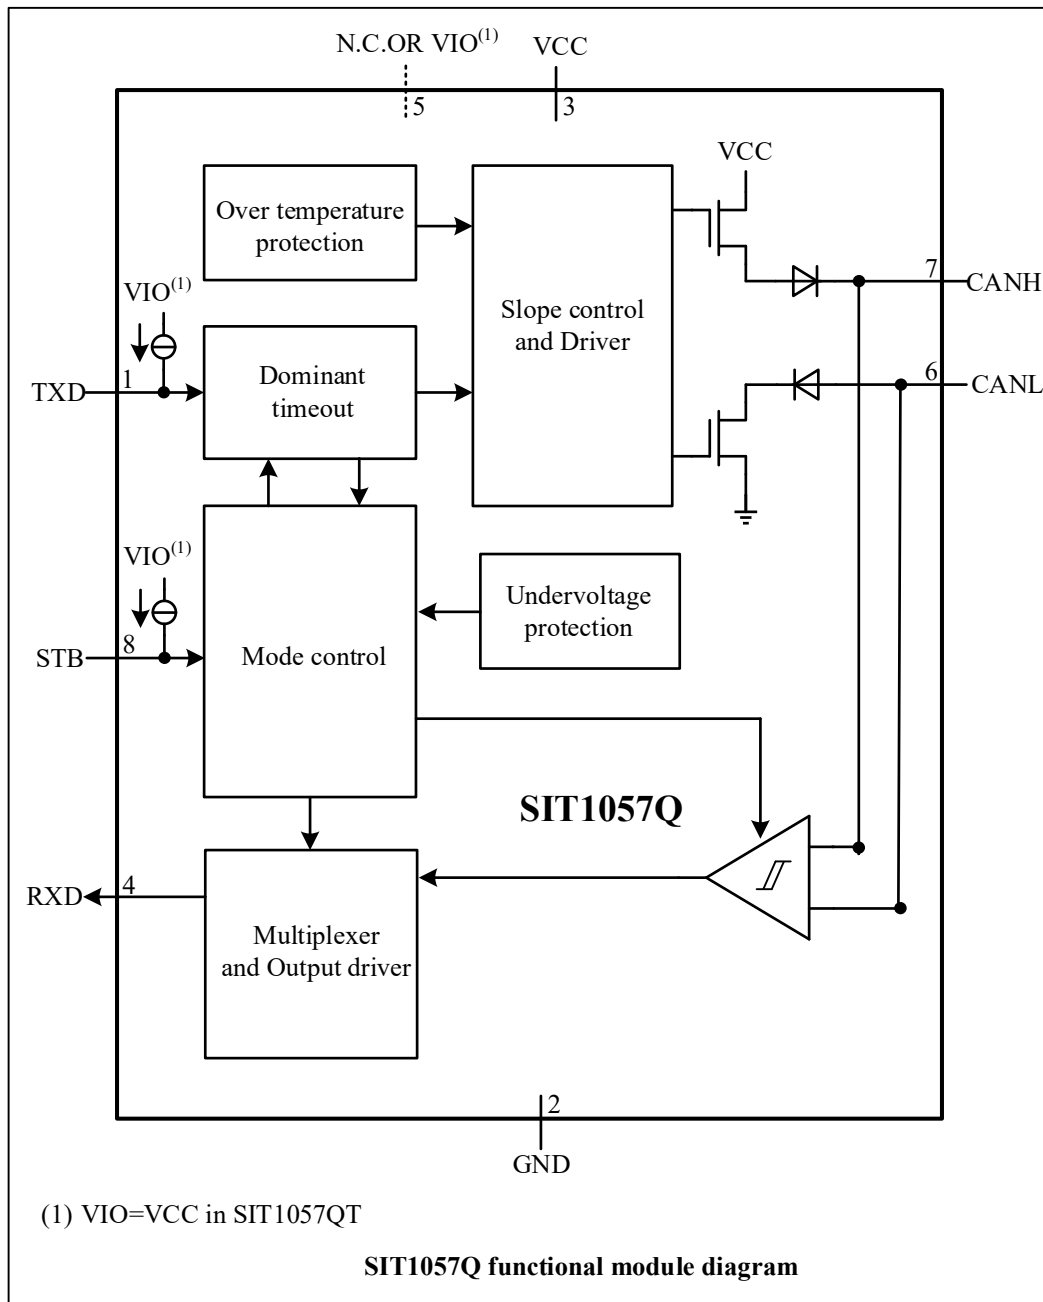 N.C.OR VIO(1)
VCC
5
3
VCC
Over temperature
protection
7
CANH
VIO(1)
Slope control
and Driver
TXD
1
Dominant
timeout
6
CANL
VIO(1)
Undervoltage
protection
STB
8
Mode control
SIT1057Q
RXD
4
Multiplexer
and Output driver
2
GND
(1) VIO=VCC in SIT1057QT
SIT1057Q functional module diagram